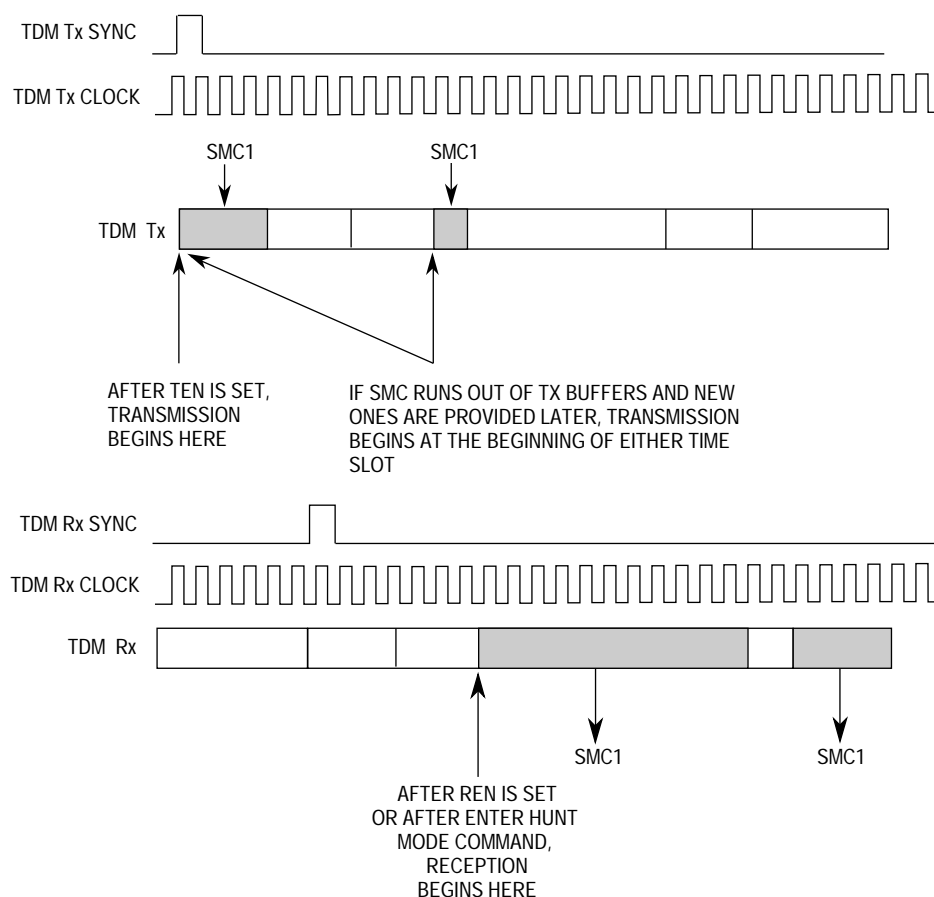 TDM Tx SYNC
TDM Tx CLOCK
SMC1
SMC1
TDM Tx
AFTER TEN IS SET,
TRANSMISSION
BEGINS HERE
IF SMC RUNS OUT OF TX BUFFERS AND NEW
ONES ARE PROVIDED LATER, TRANSMISSION
BEGINS AT THE BEGINNING OF EITHER TIME
SLOT
TDM Rx SYNC
TDM Rx CLOCK
TDM Rx
SMC1
SMC1
AFTER REN IS SET
OR AFTER ENTER HUNT
MODE COMMAND,
RECEPTION
BEGINS HERE